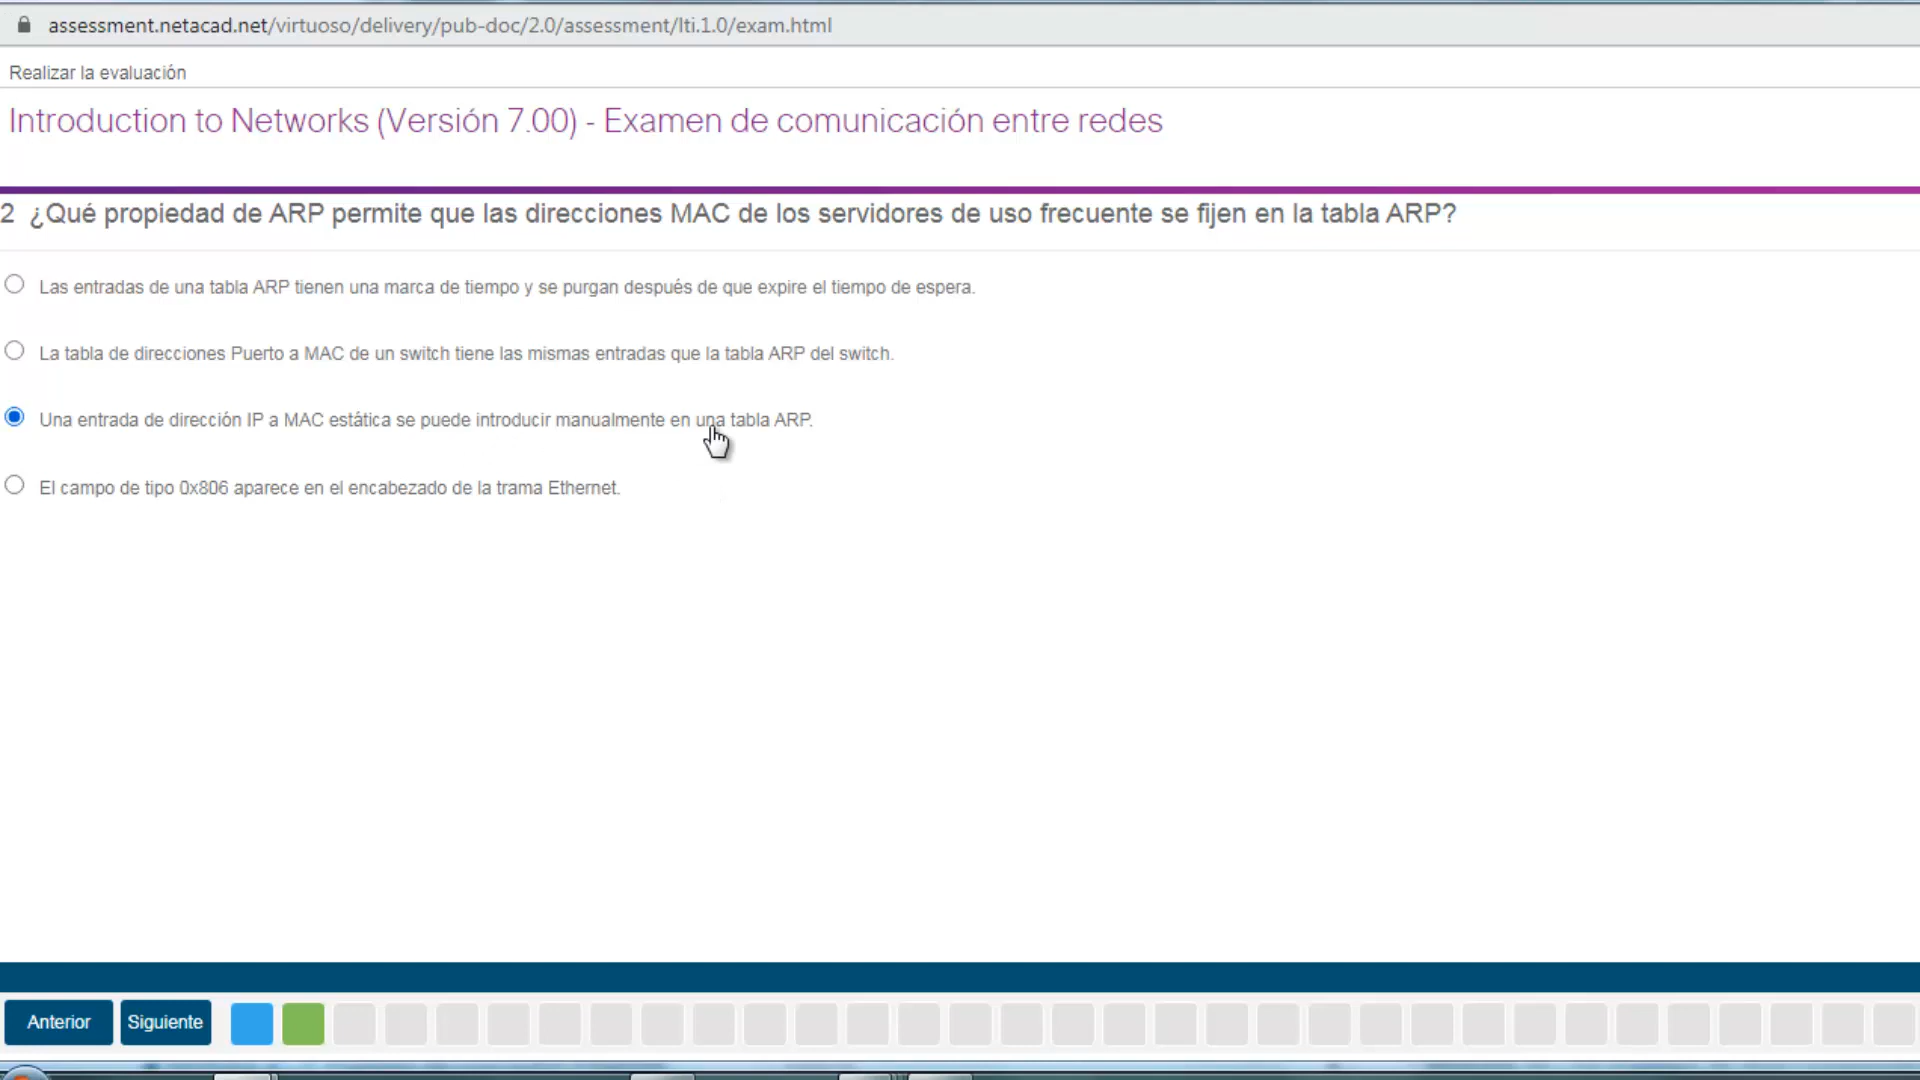 assessment.netacad.net/virtuoso/delivery/pub-doc/2.0/assessment/lti.1.0/exam.html
Realizar la evaluación
Introduction to Networks (Versión 7.00) - Examen de comunicación entre redes
2 ¿Qué propiedad de ARP permite que las direcciones MAC de los servidores de uso frecuente se fijen en la tabla ARP?
Las entradas de una tabla ARP tienen una marca de tiempo y se purgan después de que expire el tiempo de espera.
La tabla de direcciones Puerto a MAC de un switch tiene las mismas entradas que la tabla ARP del switch.
Una entrada de dirección IP a MAC estática se puede introducir manualmente en una tabla ARP.
El campo de tipo 0x806 aparece en el encabezado de la trama Ethernet.
Anterior Siguiente